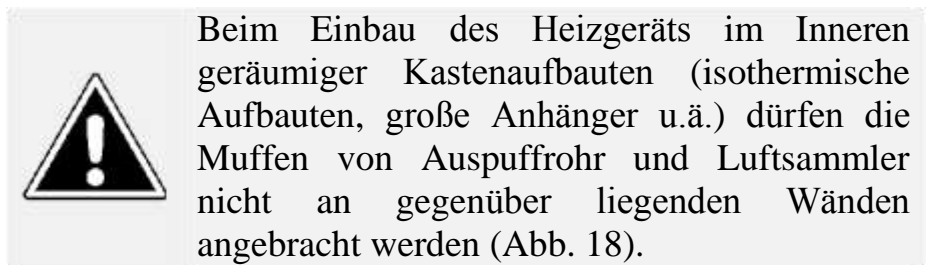 Beim Einbau des Heizgeräts im Inneren
geräumiger Kastenaufbauten (isothermische
Aufbauten, große Anhänger u.ä.) dürfen die
Muffen von Auspuffrohr und Luftsammler
nicht an gegenüber liegenden Wänden
angebracht werden (Abb. 18).